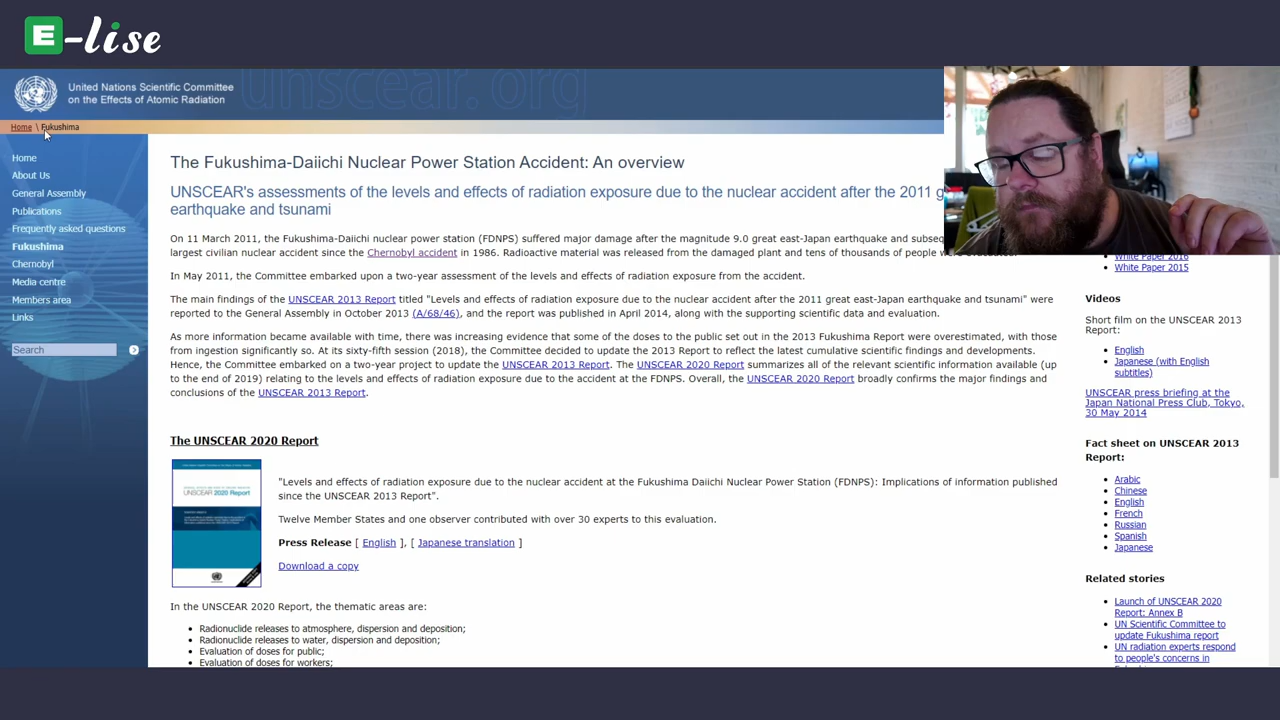 E-lise
unscear.org
United Nations Scientific Committee
on the Effects of Atomic Radiation
Home \ Fukushima
Home
About Us
General Assembly
Publications
Frequently asked questions
Fukushima
Chernobyl
Media centre
Members area
Links
Search
The Fukushima-Daiichi Nuclear Power Station Accident: An overview
UNSCEAR's assessments of the levels and effects of radiation exposure due to the nuclear accident after the 2011 g
earthquake and tsunami
On 11 March 2011, the Fukushima-Daiichi nuclear power station (FDNPS) suffered major damage after the magnitude 9.0 great east-Japan earthquake and subseq
largest civilian nuclear accident since the Chernobyl accident in 1986. Radioactive material was released from the damaged plant and tens of thousands of people were evacuated.
In May 2011, the Committee embarked upon a two-year assessment of the levels and effects of radiation exposure from the accident.
The main findings of the UNSCEAR 2013 Report titled "Levels and effects of radiation exposure due to the nuclear accident after the 2011 great east-Japan earthquake and tsunami" were
reported to the General Assembly in October 2013 (A/68/46), and the report was published in April 2014, along with the supporting scientific data and evaluation.
As more information became available with time, there was increasing evidence that some of the doses to the public set out in the 2013 Fukushima Report were overestimated, with those
from ingestion significantly so. At its sixty-fifth session (2018), the Committee decided to update the 2013 Report to reflect the latest cumulative scientific findings and developments.
Hence, the Committee embarked on a two-year project to update the UNSCEAR 2013 Report. The UNSCEAR 2020 Report summarizes all of the relevant scientific information available (up
to the end of 2019) relating to the levels and effects of radiation exposure due to the accident at the FDNPS. Overall, the UNSCEAR 2020 Report broadly confirms the major findings and
conclusions of the UNSCEAR 2013 Report.
The UNSCEAR 2020 Report
UNSCEAR 2020 Report
"Levels and effects of radiation exposure due to the nuclear accident at the Fukushima Daiichi Nuclear Power Station (FDNPS): Implications of information published
since the UNSCEAR 2013 Report".
Twelve Member States and one observer contributed with over 30 experts to this evaluation.
Press Release [ English ], [ Japanese translation ]
Download a copy
In the UNSCEAR 2020 Report, the thematic areas are:
Radionuclide releases to atmosphere, dispersion and deposition;
Radionuclide releases to water, dispersion and deposition;
Evaluation of doses for public;
Evaluation of doses for workers;
White Paper 2016
White Paper 2015
Videos
Short film on the UNSCEAR 2013
Report:
English
Japanese (with English
subtitles)
UNSCEAR press briefing at the
Japan National Press Club, Tokyo,
30 May 2014
Fact sheet on UNSCEAR 2013
Report:
Arabic
Chinese
English
French
Russian
Spanish
Japanese
Related stories
Launch of UNSCEAR 2020
Report: Annex B
UN Scientific Committee to
update Fukushima report
UN radiation experts respond
to people's concerns in